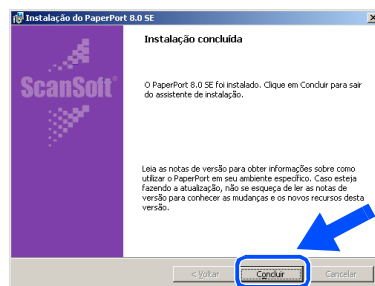 Instalação do PaperPort 8.0 SE
Instalação concluída
ScanSoft®
O PaperPort 8.0 SE foi instalado. Clique em Concluir para sair
do assistente de instalação.
Leia as notas de versão para obter informações sobre como
utilizar o PaperPort em seu ambiente específico. Caso esteja
fazendo a atualização, não se esqueça de ler as notas de
versão para conhecer as mudanças e os novos recursos desta
versão.
< Voltar Concluir Cancelar